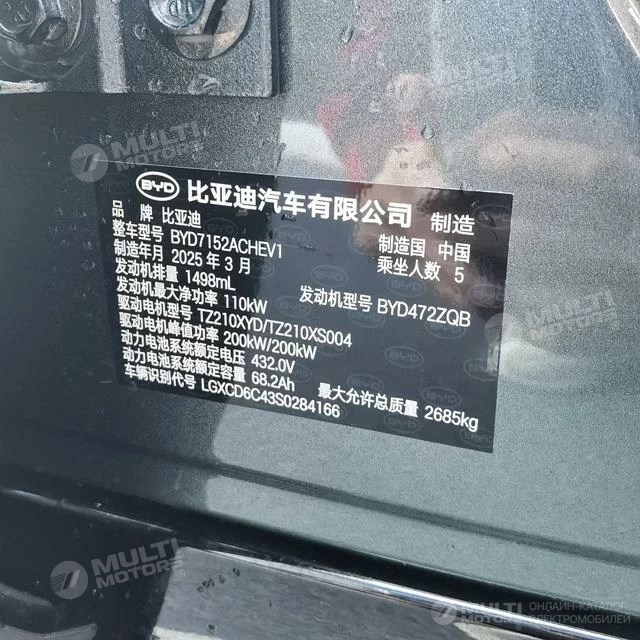 BYD 比亚迪汽车有限公司 制造
品 牌 比亚迪
制造国 中国
整车型号 BYD7152ACHEV1
乘坐人数 5
制造年月 2025 年 3 月
发动机排量 1498mL
发动机最大净功率 110kW
发动机型号 BYD472ZQB
驱动电机型号 TZ210XYD/TZ210XS004
驱动电机峰值功率 200kW/200kW
动力电池系统额定电压 432.0V
动力电池系统额定容量 68.2Ah
最大允许总质量 2685kg
车辆识别代号 LGXCD6C43S0284166
MULTI MOTORS
MULTI MOTORS
MULTI MOTORS
MULTI MOTORS
ОНЛАЙН-КАТАЛОГ
ЭЛЕКТРОМОБИЛЕЙ